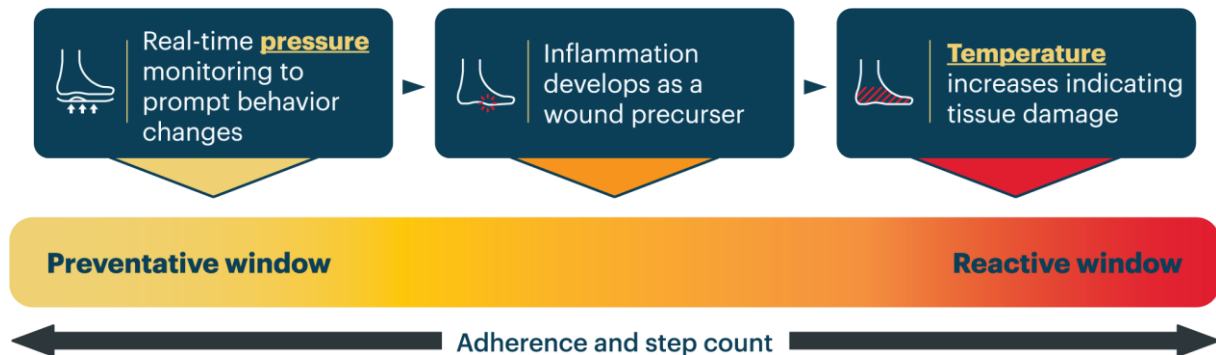 Real-time pressure
monitoring to
prompt behavior
changes
Inflammation
develops as a
wound precurser
Temperature
increases indicating
tissue damage
Preventative window
Reactive window
Adherence and step count